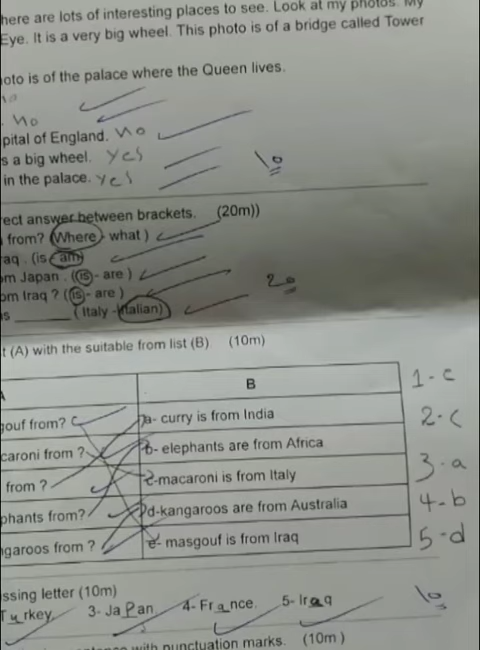 here are lots of interesting places to see. Look at my photos. My
Eye. It is a very big wheel. This photo is of a bridge called Tower
oto is of the palace where the Queen lives.
no
no
pital of England. no
s a big wheel. yes
in the palace. yes
10
rect answer between brackets. (20m))
from? (Where, what )
raq . (is, am)
om Japan . (is - are )
om Iraq ? (is - are )
20
s ______ ( Italy - Italian)
t (A) with the suitable from list (B) (10m)
A B
gouf from? c a- curry is from India
caroni from ? b- elephants are from Africa
from ? c-macaroni is from Italy
phants from? d-kangaroos are from Australia
ngaroos from ? e- masgouf is from Iraq
1-c
2-c
3-a
4-b
5-d
ssing letter (10m)
Turkey 3- JaPan. 4- France. 5- Iraq
10
with punctuation marks. (10m )